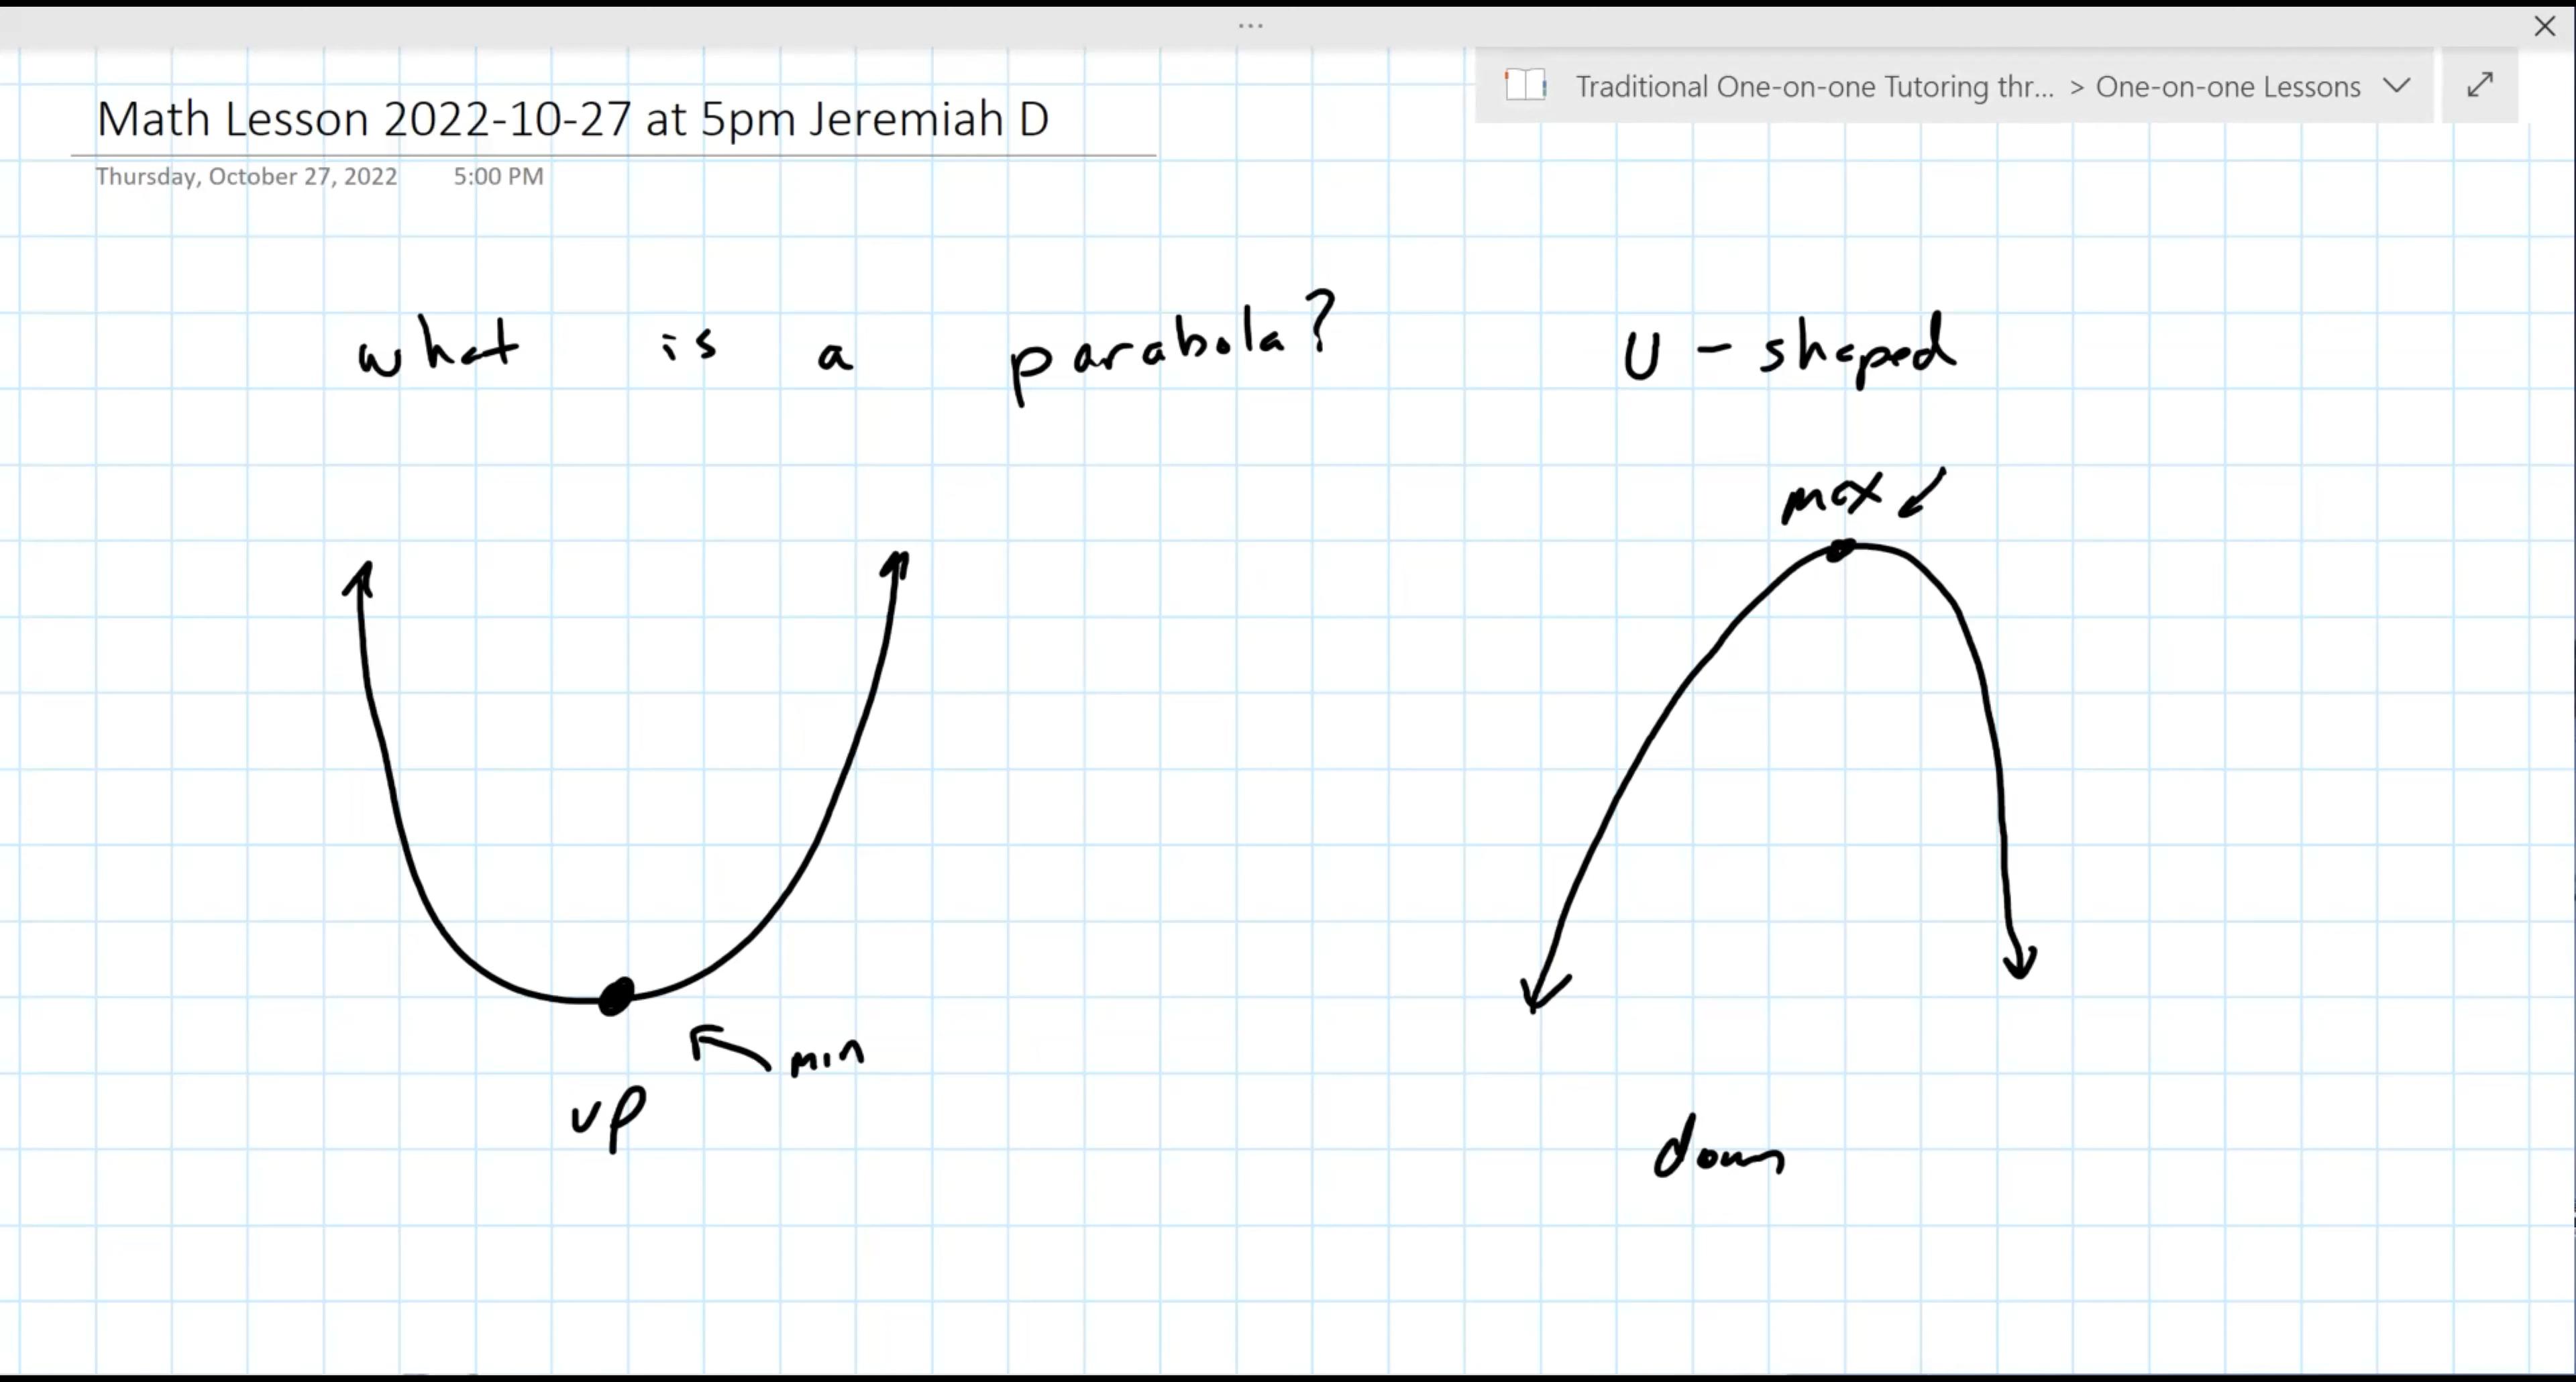 Traditional One-on-one Tutoring thr... > One-on-one Lessons
Math Lesson 2022-10-27 at 5pm Jeremiah D
Thursday, October 27, 2022 5:00 PM
what is a parabola? U - shaped
max
min
up
down